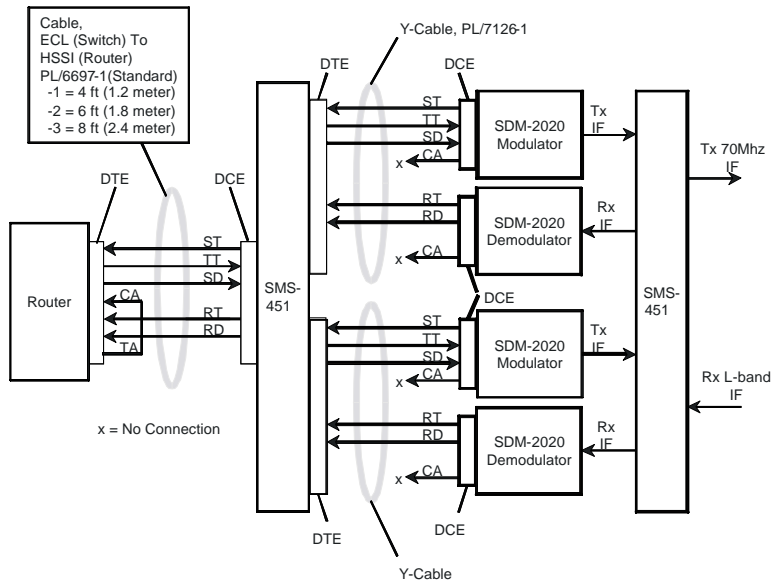 Cable,
ECL (Switch) To
HSSI (Router)
PL/6697-1(Standard)
-1 = 4 ft (1.2 meter)
-2 = 6 ft (1.8 meter)
-3 = 8 ft (2.4 meter)
Y-Cable, PL/7126-1
DTE
DCE
ST
TT
SD
x
CA
SDM-2020
Modulator
Tx
IF
Tx 70Mhz
IF
RT
RD
x
CA
SDM-2020
Demodulator
Rx
IF
DTE
DCE
Router
ST
TT
SD
CA
RT
RD
TA
SMS-
451
DCE
SMS-
451
ST
TT
SD
x
CA
SDM-2020
Modulator
Tx
IF
Rx L-band
IF
x = No Connection
RT
RD
x
CA
SDM-2020
Demodulator
Rx
IF
DTE
DCE
Y-Cable